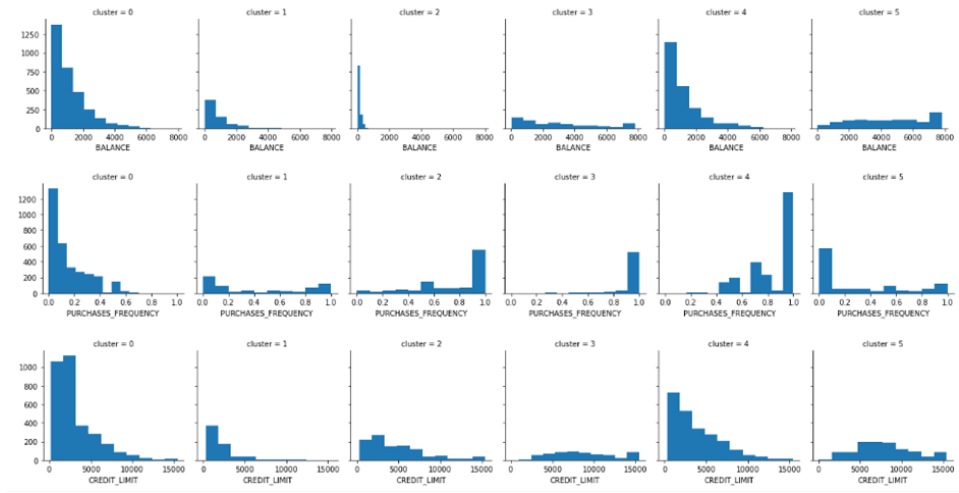 cluster = 0 cluster = 1 cluster = 2 cluster = 3 cluster = 4 cluster = 5
1250
1000
750
500
250
0
0 2000 4000 6000 8000 0 2000 4000 6000 8000 0 2000 4000 6000 8000 0 2000 4000 6000 8000 0 2000 4000 6000 8000 0 2000 4000 6000 8000
BALANCE BALANCE BALANCE BALANCE BALANCE BALANCE
cluster = 0 cluster = 1 cluster = 2 cluster = 3 cluster = 4 cluster = 5
1200
1000
800
600
400
200
0
0.0 0.2 0.4 0.6 0.8 1.0 0.0 0.2 0.4 0.6 0.8 1.0 0.0 0.2 0.4 0.6 0.8 1.0 0.0 0.2 0.4 0.6 0.8 1.0 0.0 0.2 0.4 0.6 0.8 1.0 0.0 0.2 0.4 0.6 0.8 1.0
PURCHASES_FREQUENCY PURCHASES_FREQUENCY PURCHASES_FREQUENCY PURCHASES_FREQUENCY PURCHASES_FREQUENCY PURCHASES_FREQUENCY
cluster = 0 cluster = 1 cluster = 2 cluster = 3 cluster = 4 cluster = 5
1000
800
600
400
200
0
0 5000 10000 15000 0 5000 10000 15000 0 5000 10000 15000 0 5000 10000 15000 0 5000 10000 15000 0 5000 10000 15000
CREDIT_LIMIT CREDIT_LIMIT CREDIT_LIMIT CREDIT_LIMIT CREDIT_LIMIT CREDIT_LIMIT